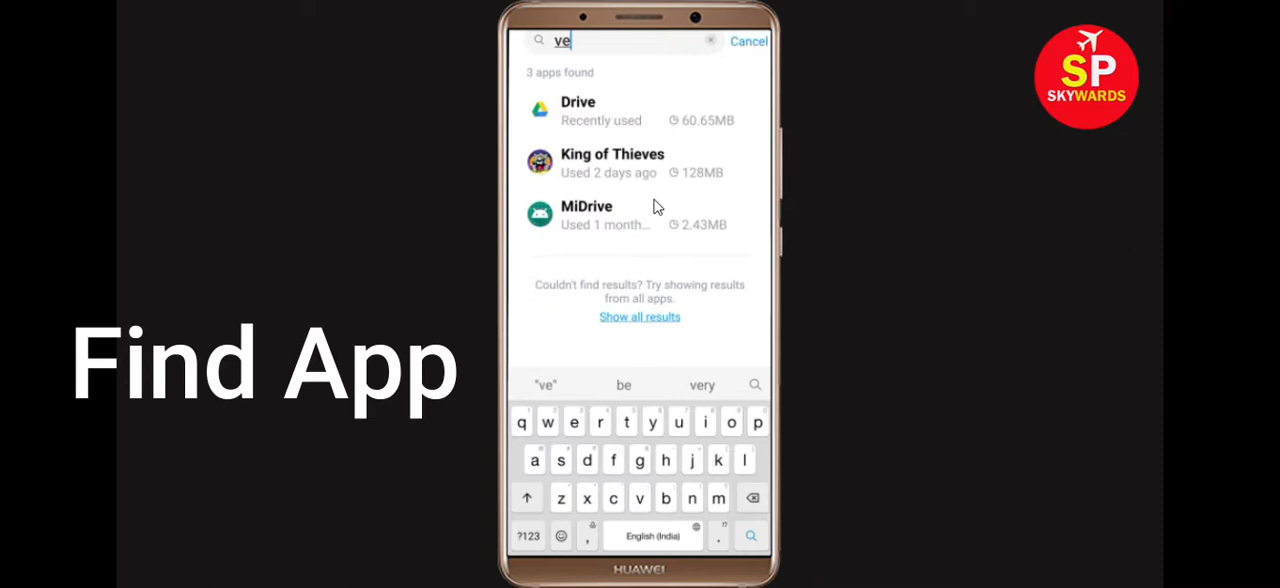 ve
Cancel
SP
SKYWARDS
3 apps found
Drive
Recently used 60.65MB
King of Thieves
Used 2 days ago 128MB
MiDrive
Used 1 month... 2.43MB
Couldn't find results? Try showing results
from all apps.
Show all results
Find App
"ve" be very
q w e r t y u i o p
a s d f g h j k l
z x c v b n m
?123 , English (India) .
HUAWEI